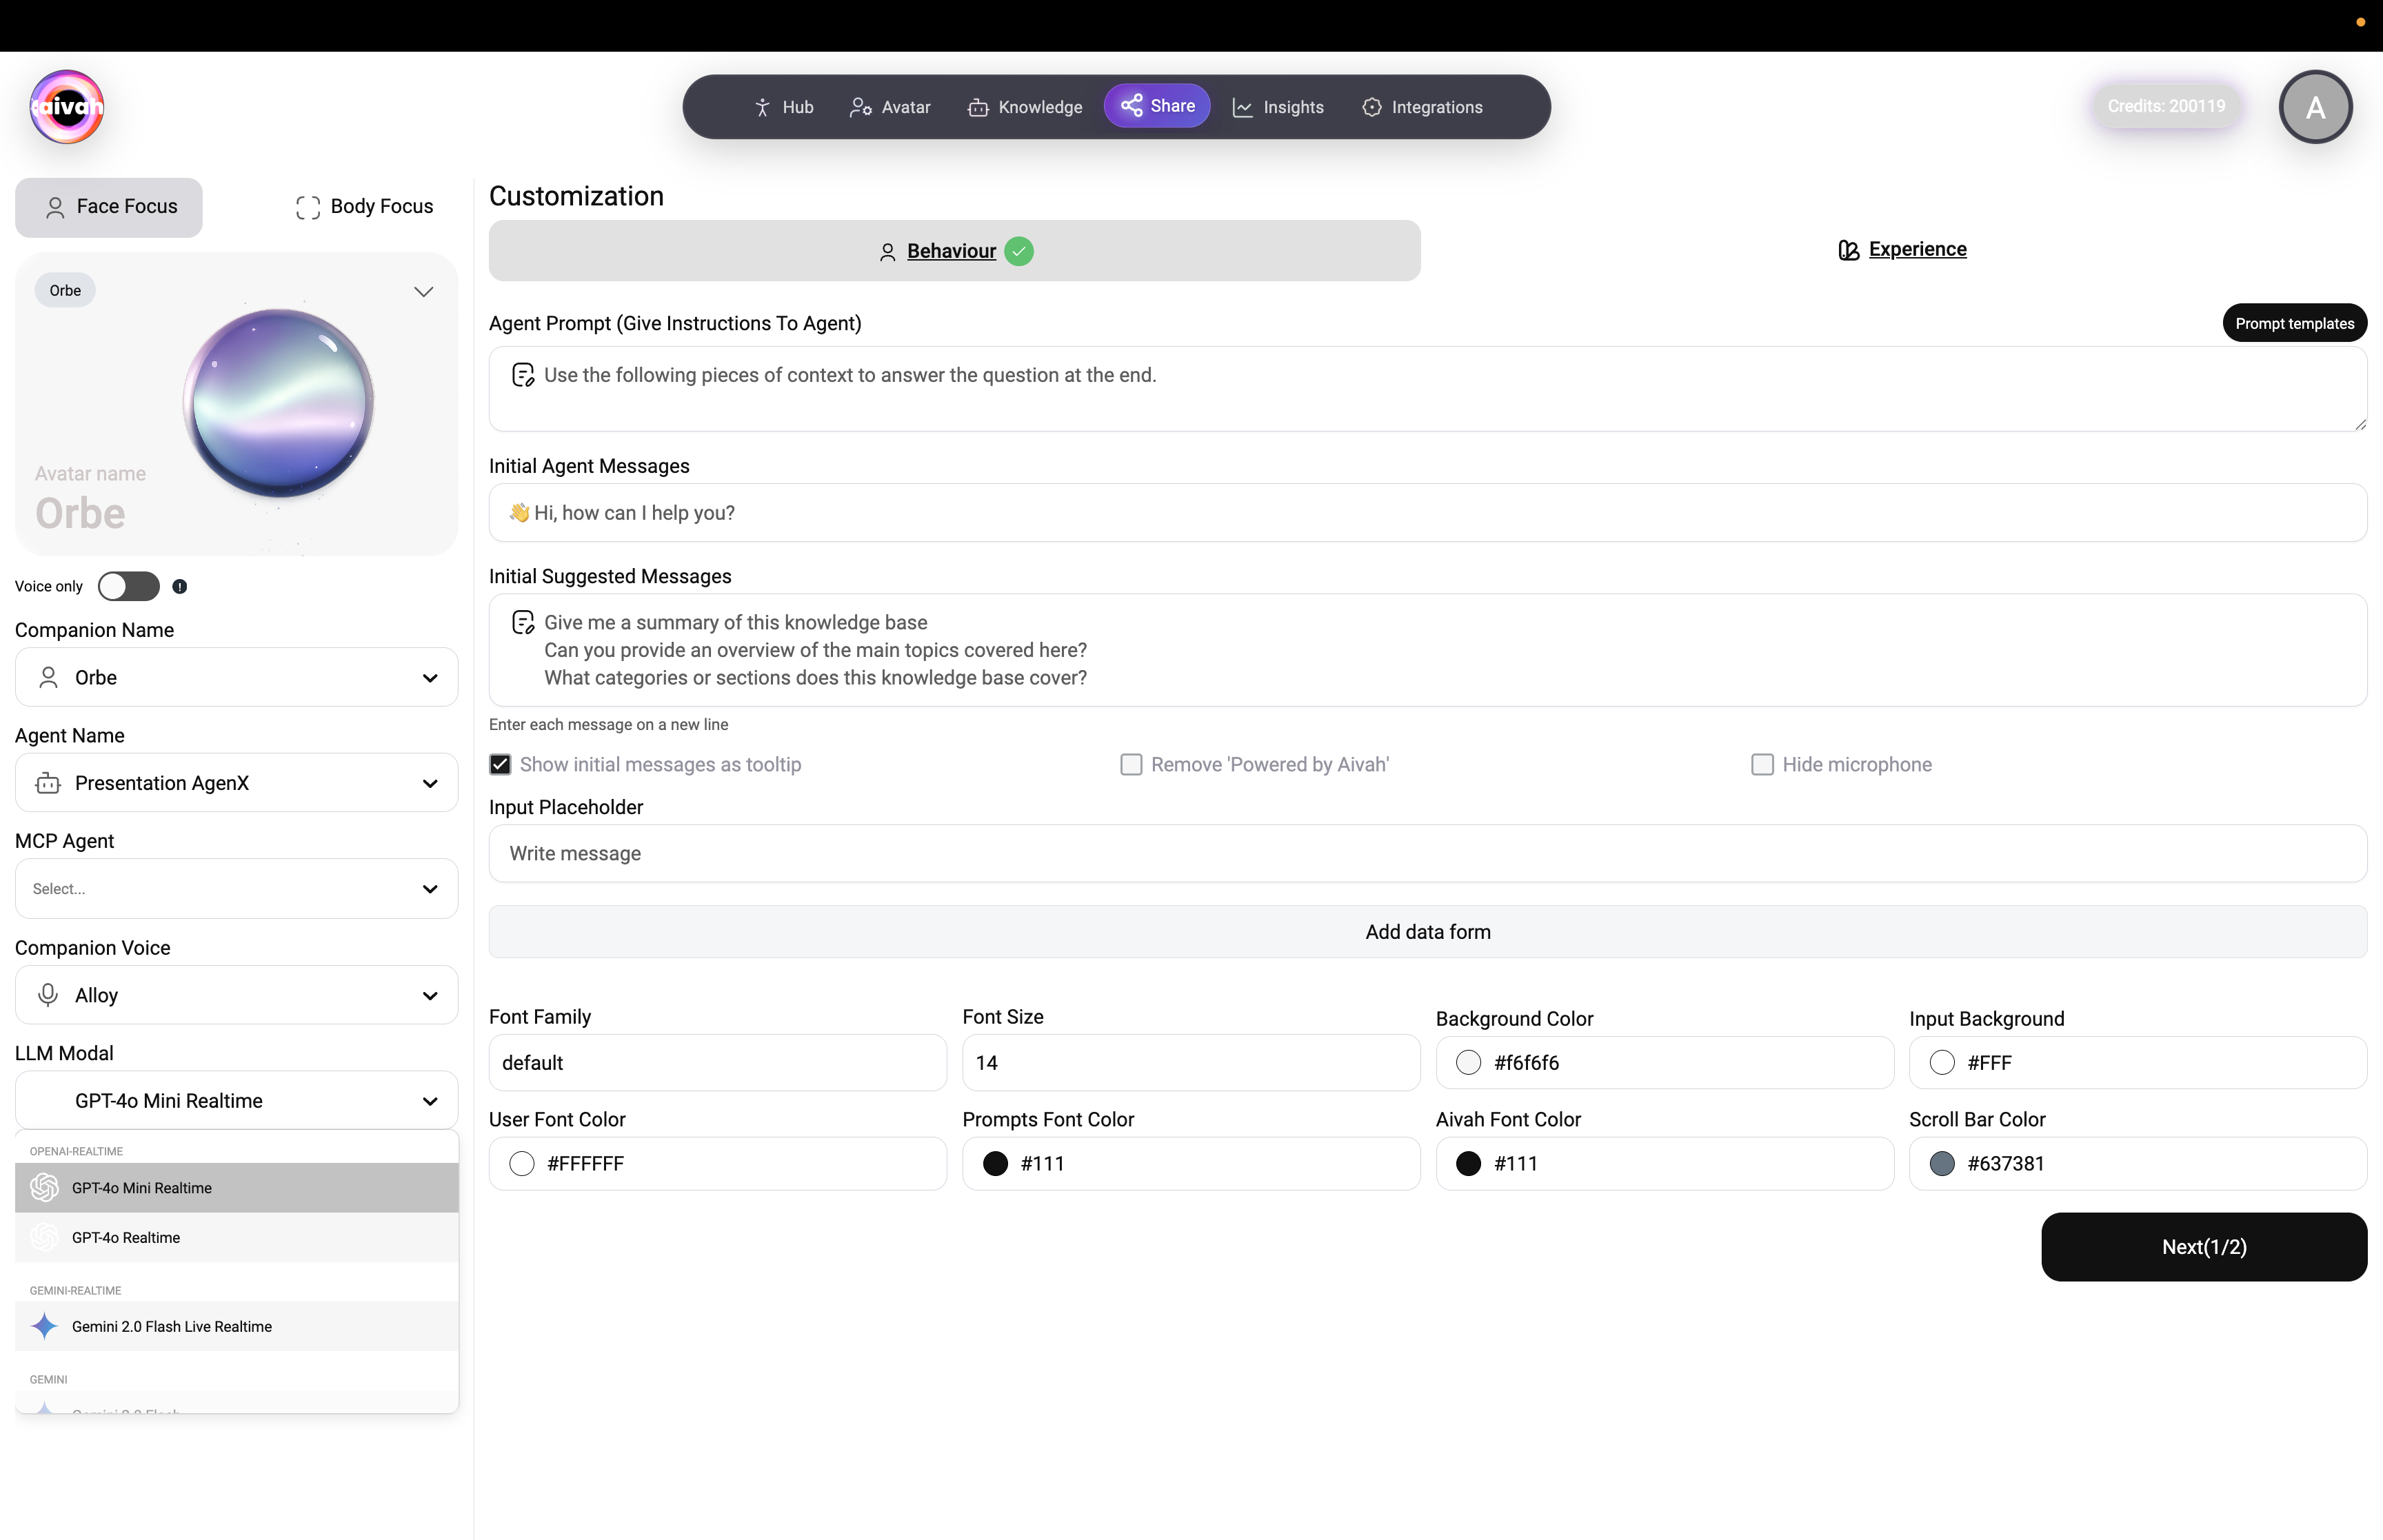 aivah
Hub
Avatar
Knowledge
Share
Insights
Integrations
Credits: 200119
A
Face Focus
Body Focus
Orbe
Avatar name
Orbe
Voice only
Companion Name
Orbe
Agent Name
Presentation AgenX
MCP Agent
Select...
Companion Voice
Alloy
LLM Modal
GPT-4o Mini Realtime
OPENAI-REALTIME
GPT-4o Mini Realtime
GPT-4o Realtime
GEMINI-REALTIME
Gemini 2.0 Flash Live Realtime
GEMINI
Customization
Behaviour
Experience
Agent Prompt (Give Instructions To Agent)
Prompt templates
Use the following pieces of context to answer the question at the end.
Initial Agent Messages
👋 Hi, how can I help you?
Initial Suggested Messages
Give me a summary of this knowledge base
Can you provide an overview of the main topics covered here?
What categories or sections does this knowledge base cover?
Enter each message on a new line
Show initial messages as tooltip
Remove 'Powered by Aivah'
Hide microphone
Input Placeholder
Write message
Add data form
Font Family
default
Font Size
14
Background Color
#f6f6f6
Input Background
#FFF
User Font Color
#FFFFFF
Prompts Font Color
#111
Aivah Font Color
#111
Scroll Bar Color
#637381
Next(1/2)